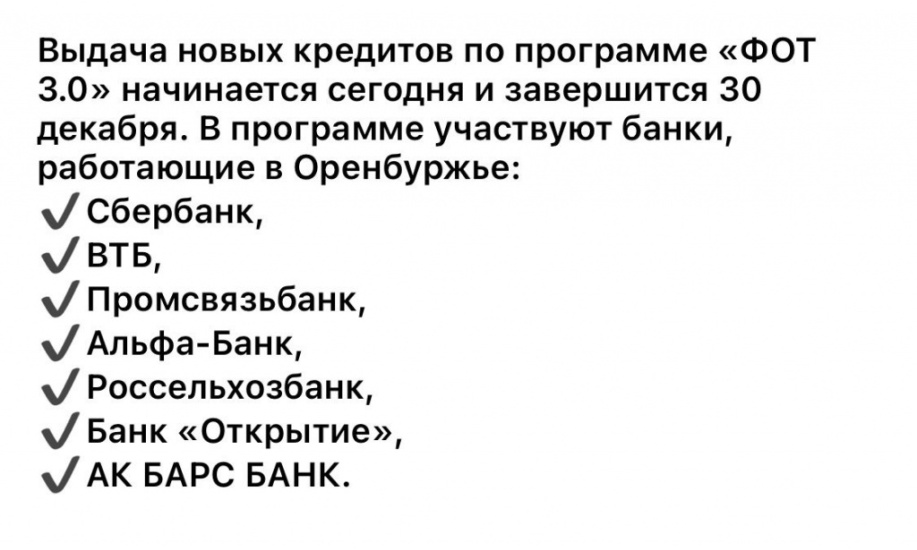 Выдача новых кредитов по программе «ФОТ
3.0» начинается сегодня и завершится 30
декабря. В программе участвуют банки,
работающие в Оренбуржье:
✔Сбербанк,
✔ВТБ,
✔Промсвязьбанк,
✔Альфа-Банк,
✔Россельхозбанк,
✔Банк «Открытие»,
✔АК БАРС БАНК.